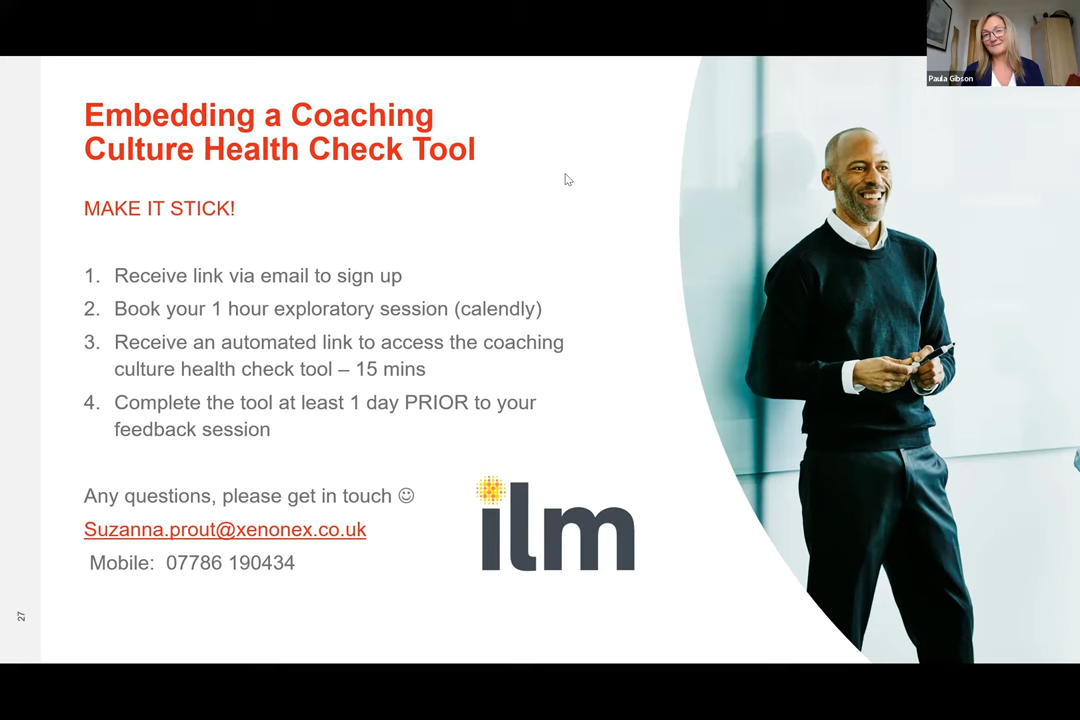 Paula Gibson
Embedding a Coaching
Culture Health Check Tool
MAKE IT STICK!
1. Receive link via email to sign up
2. Book your 1 hour exploratory session (calendly)
3. Receive an automated link to access the coaching
culture health check tool – 15 mins
4. Complete the tool at least 1 day PRIOR to your
feedback session
Any questions, please get in touch ☺
Suzanna.prout@xenonex.co.uk
Mobile: 07786 190434
ilm
27